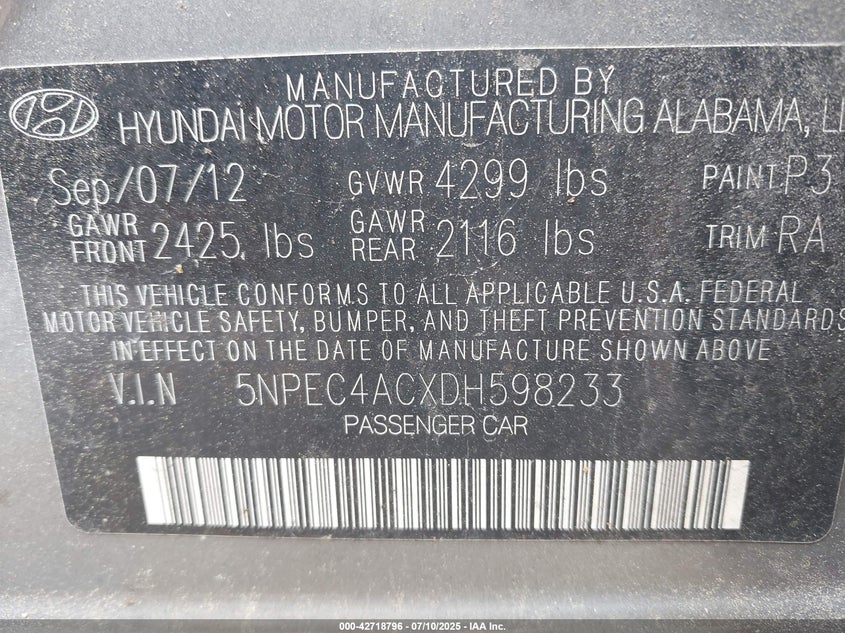 MANUFACTURED BY
HYUNDAI MOTOR MANUFACTURING ALABAMA,
Sep/07/12 GVWR 4299 lbs PAINT P3
GAWR FRONT 2425 lbs GAWR REAR 2116 lbs TRIM RA
THIS VEHICLE CONFORMS TO ALL APPLICABLE U.S.A. FEDERAL
MOTOR VEHICLE SAFETY, BUMPER, AND THEFT PREVENTION STANDARDS
IN EFFECT ON THE DATE OF MANUFACTURE SHOWN ABOVE
V.I.N 5NPEC4ACXDH598233
PASSENGER CAR
000-42718796 - 07/10/2025 - IAA Inc.